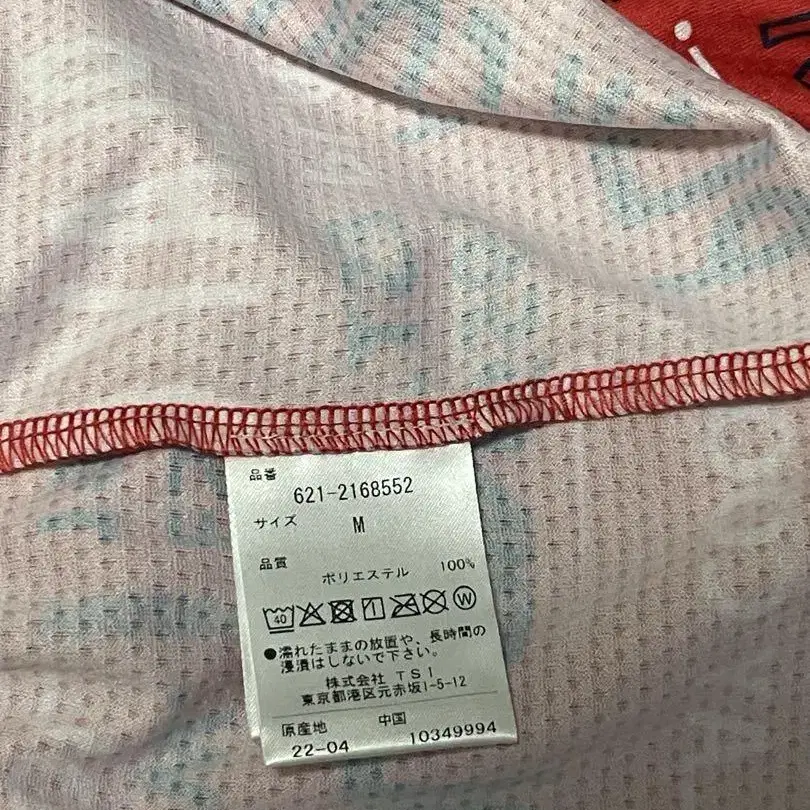 品番
621-2168552
サイズ
M
品質
ポリエステル 100%
40
W
●濡れたままの放置や、長時間の
浸漬はしないで下さい。
株式会社 TSI
東京都港区元赤坂1-5-12
原産地 中国
22-04 10349994